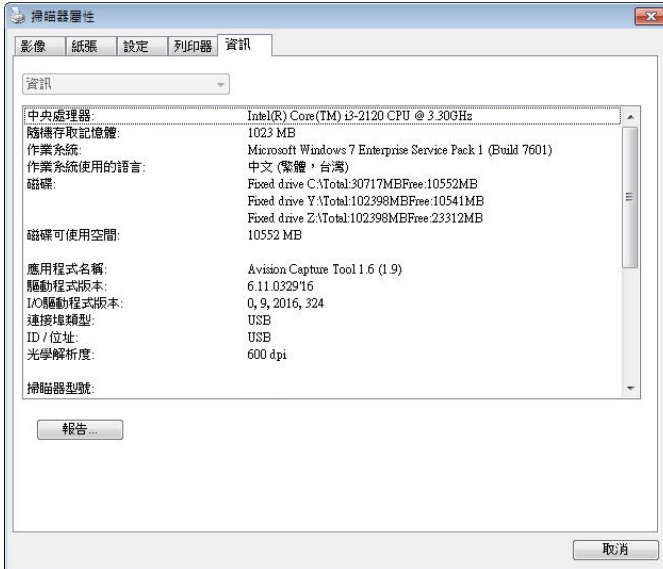 掃瞄器屬性
影像 紙張 設定 列印器 資訊
資訊
中央處理器: Intel(R) Core(TM) i3-2120 CPU @ 3.30GHz
隨機存取記憶體: 1023 MB
作業系統: Microsoft Windows 7 Enterprise Service Pack 1 (Build 7601)
作業系統使用的語言: 中文 (繁體，台灣)
磁碟: Fixed drive C:\Total:30717MBFree:10552MB
Fixed drive Y:\Total:102398MBFree:10541MB
Fixed drive Z:\Total:102398MBFree:23312MB
磁碟可使用空間: 10552 MB
應用程式名稱: Avision Capture Tool 1.6 (1.9)
驅動程式版本: 6.11.0329'16
I/O驅動程式版本: 0, 9, 2016, 324
連接埠類型: USB
ID / 位址: USB
光學解析度: 600 dpi
掃瞄器型號:
報告...
取消